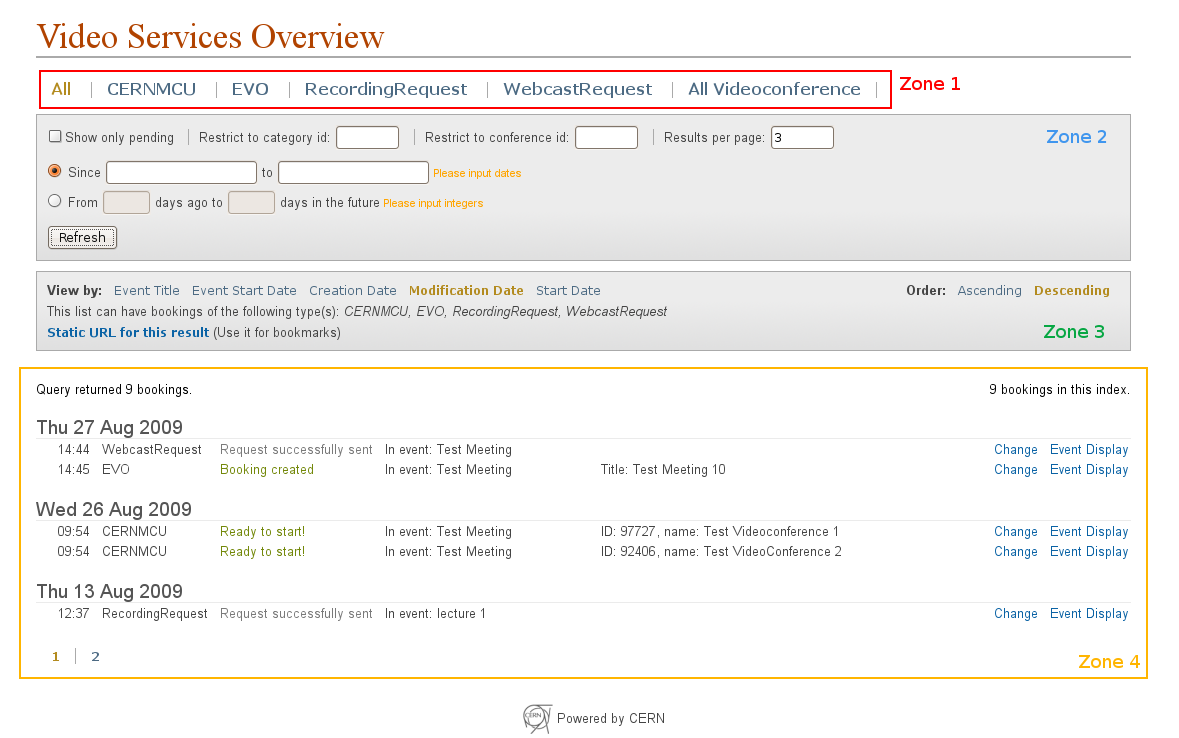 Video Services Overview
All CERNMCU EVO RecordingRequest WebcastRequest All Videoconference Zone 1
Show only pending Restrict to category id: Restrict to conference id: Results per page: 3 Zone 2
Since to Please input dates
From days ago to days in the future Please input integers
Refresh
View by: Event Title Event Start Date Creation Date Modification Date Start Date Order: Ascending Descending
This list can have bookings of the following type(s): CERNMCU, EVO, RecordingRequest, WebcastRequest
Static URL for this result (Use it for bookmarks) Zone 3
Query returned 9 bookings. 9 bookings in this index.
Thu 27 Aug 2009
14:44 WebcastRequest Request successfully sent In event: Test Meeting Change Event Display
14:45 EVO Booking created In event: Test Meeting Title: Test Meeting 10 Change Event Display
Wed 26 Aug 2009
09:54 CERNMCU Ready to start! In event: Test Meeting ID: 97727, name: Test Videoconference 1 Change Event Display
09:54 CERNMCU Ready to start! In event: Test Meeting ID: 92406, name: Test VideoConference 2 Change Event Display
Thu 13 Aug 2009
12:37 RecordingRequest Request successfully sent In event: lecture 1 Change Event Display
1 2 Zone 4
CERN Powered by CERN